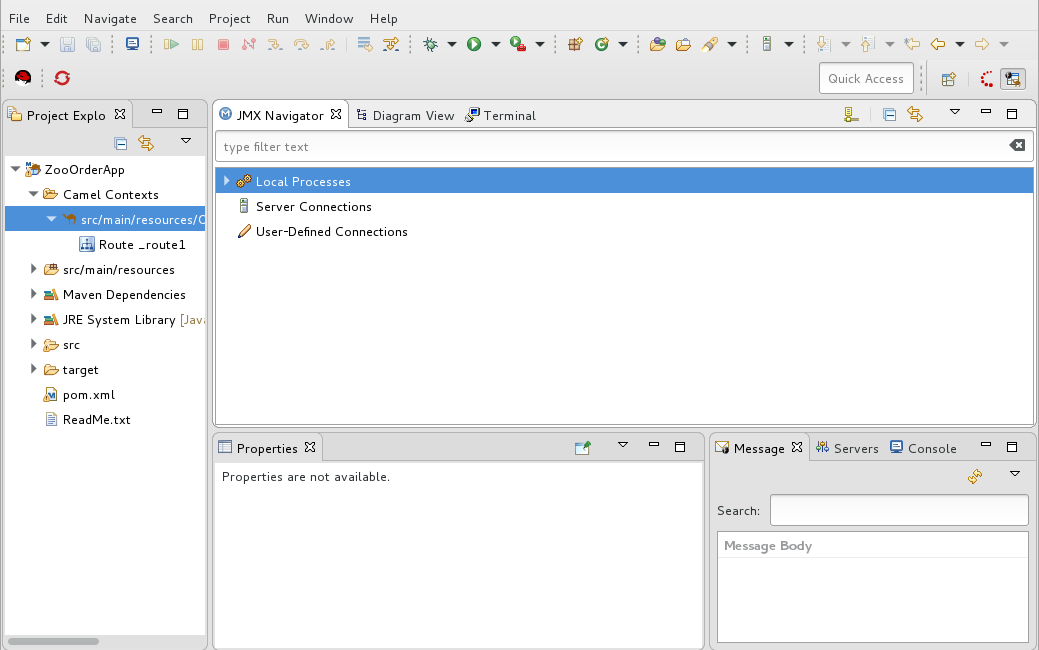 File Edit Navigate Search Project Run Window Help
Quick Access
Project Explo
ZooOrderApp
Camel Contexts
src/main/resources/C
Route _route1
src/main/resources
Maven Dependencies
JRE System Library [Java
src
target
pom.xml
ReadMe.txt
JMX Navigator Diagram View Terminal
type filter text
Local Processes
Server Connections
User-Defined Connections
Properties
Properties are not available.
Message Servers Console
Search:
Message Body